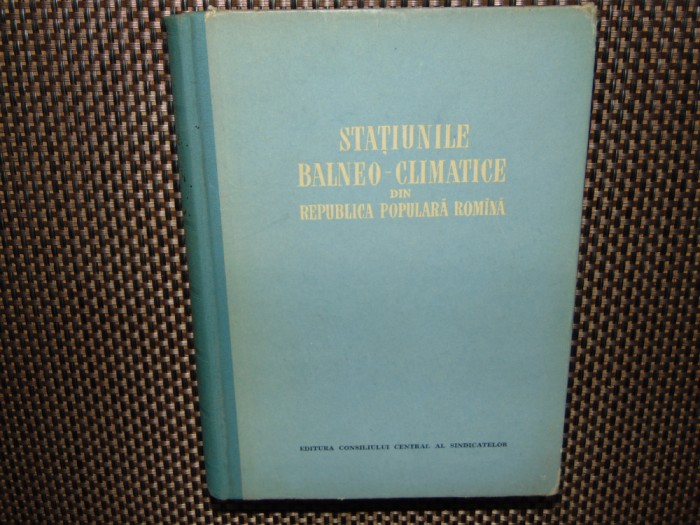 STAȚIUNILE
BALNEO-CLIMATICE
DIN
REPUBLICA POPULARĂ ROMÎNĂ
EDITURA CONSILIULUI CENTRAL AL SINDICATELOR